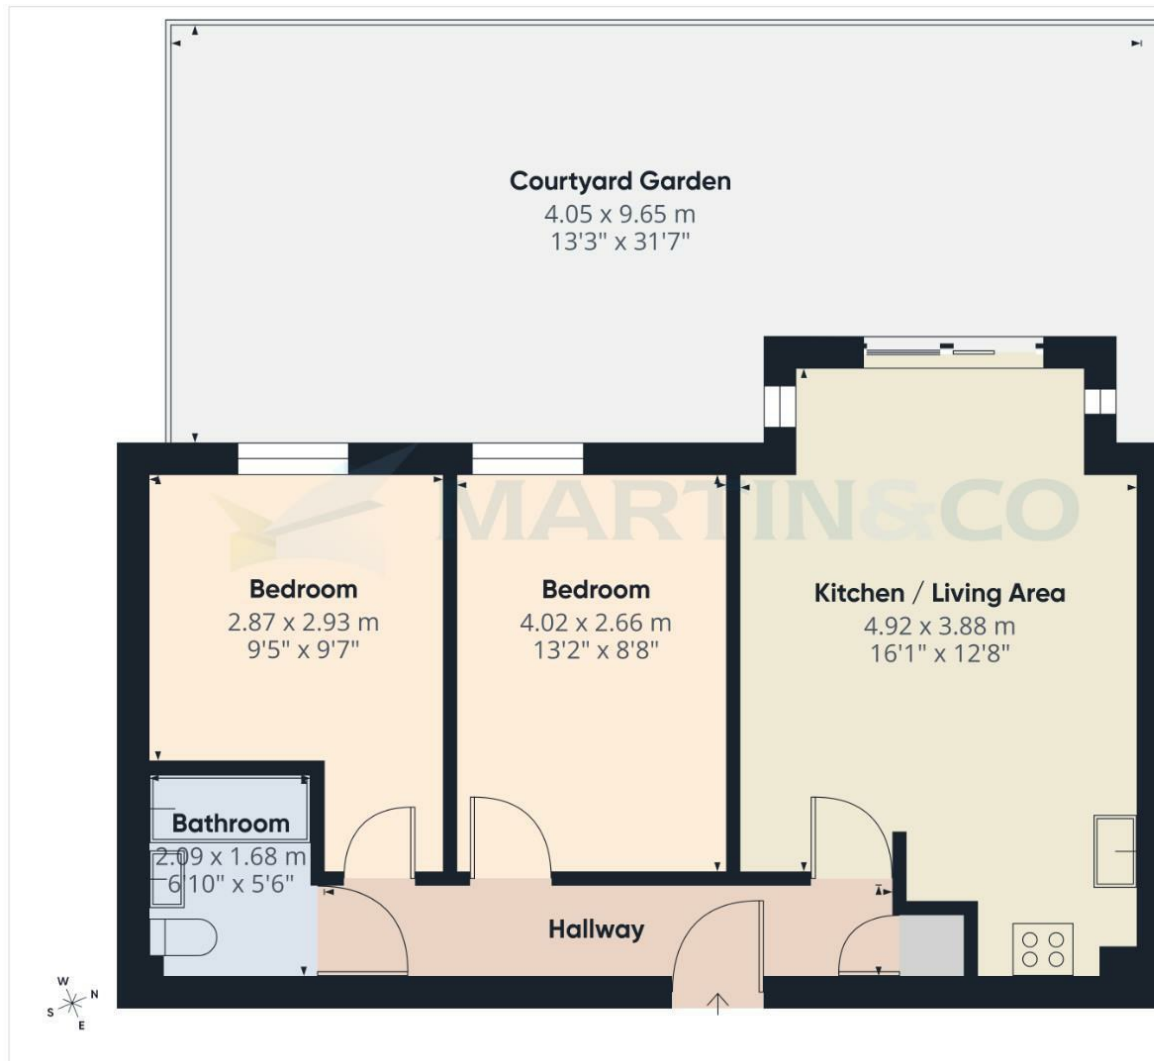 Courtyard Garden
4.05 x 9.65 m
13'3" x 31'7"
MARTIN&CO
Bedroom
2.87 x 2.93 m
9'5" x 9'7"
Bedroom
4.02 x 2.66 m
13'2" x 8'8"
Kitchen / Living Area
4.92 x 3.88 m
16'1" x 12'8"
Bathroom
2.09 x 1.68 m
6'10" x 5'6"
Hallway
W
N
S
E